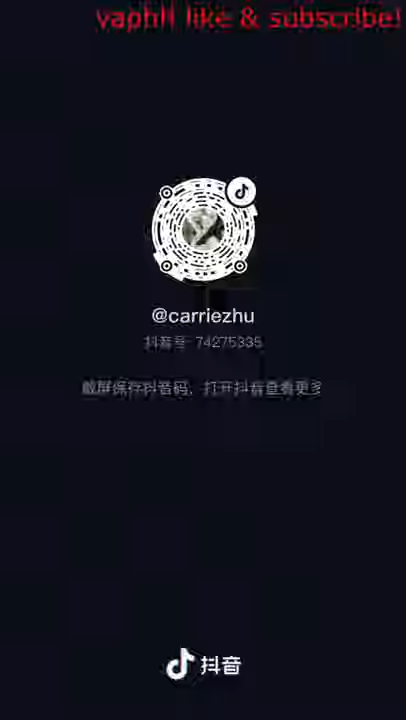 vaphH like & subscribe!
@carriezhu
抖音号 74275335
截屏保存抖音码，打开抖音查看更多
抖音